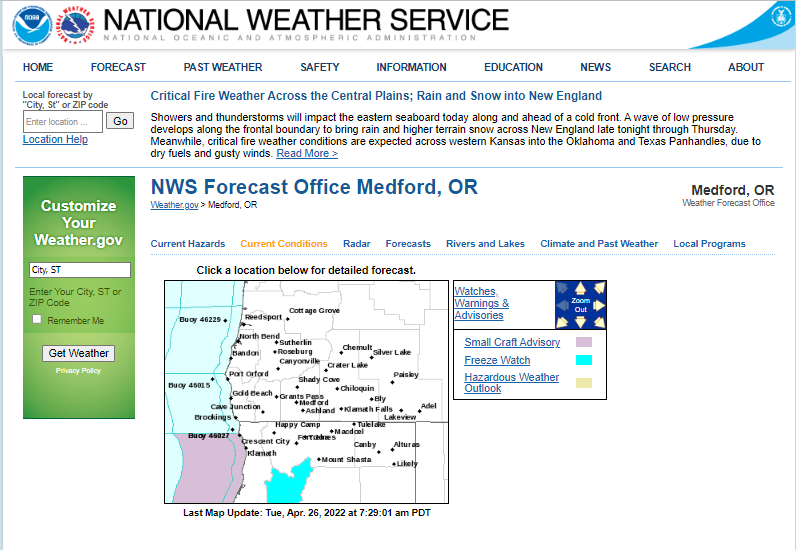 NATIONAL WEATHER SERVICE
NATIONAL OCEANIC AND ATMOSPHERIC ADMINISTRATION
HOME FORECAST PAST WEATHER SAFETY INFORMATION EDUCATION NEWS SEARCH ABOUT
Local forecast by
"City, St" or ZIP code
Enter location ...
Go
Location Help
Critical Fire Weather Across the Central Plains; Rain and Snow into New England
Showers and thunderstorms will impact the eastern seaboard today along and ahead of a cold front. A wave of low pressure
develops along the frontal boundary to bring rain and higher terrain snow across New England late tonight through Thursday.
Meanwhile, critical fire weather conditions are expected across western Kansas into the Oklahoma and Texas Panhandles, due to
dry fuels and gusty winds. Read More >
Customize
Your
Weather.gov
City, ST
Enter Your City, ST or
ZIP Code
Remember Me
Get Weather
Privacy Policy
NWS Forecast Office Medford, OR
Weather.gov > Medford, OR
Medford, OR
Weather Forecast Office
Current Hazards Current Conditions Radar Forecasts Rivers and Lakes Climate and Past Weather Local Programs
Click a location below for detailed forecast.
Cottage Grove
Buoy 46229
Reedsport
North Bend
Sutherlin
Bandon
Roseburg
Chemult
Silver Lake
Canyonville
Crater Lake
Port Orford
Buoy 46015
Shady Cove
Paisley
Chiloquin
Gold Beach
Grants Pass
Bly
Cave Junction
Medford
Ashland
Klamath Falls
Adel
Brookings
Lakeview
Happy Camp
Tulelake
Buoy 46027
Macdoel
Crescent City
Canby
Alturas
Klamath
Mount Shasta
Likely
Last Map Update: Tue, Apr. 26, 2022 at 7:29:01 am PDT
Watches,
Warnings &
Advisories
Zoom
Out
Small Craft Advisory
Freeze Watch
Hazardous Weather
Outlook